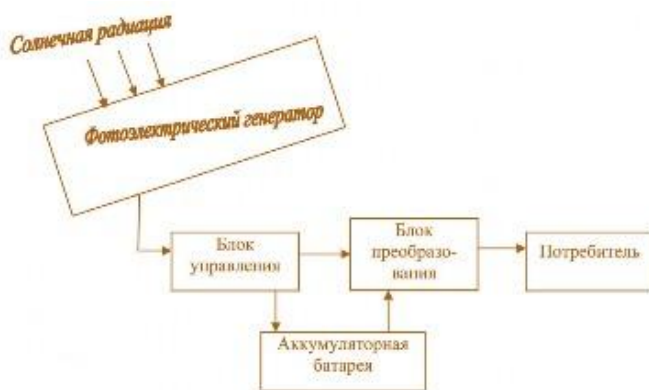 Солнечная радиация
Фотоэлектрический генератор
Блок
управления
Блок
преобразо-
вания
Потребитель
Аккумуляторная
батарея